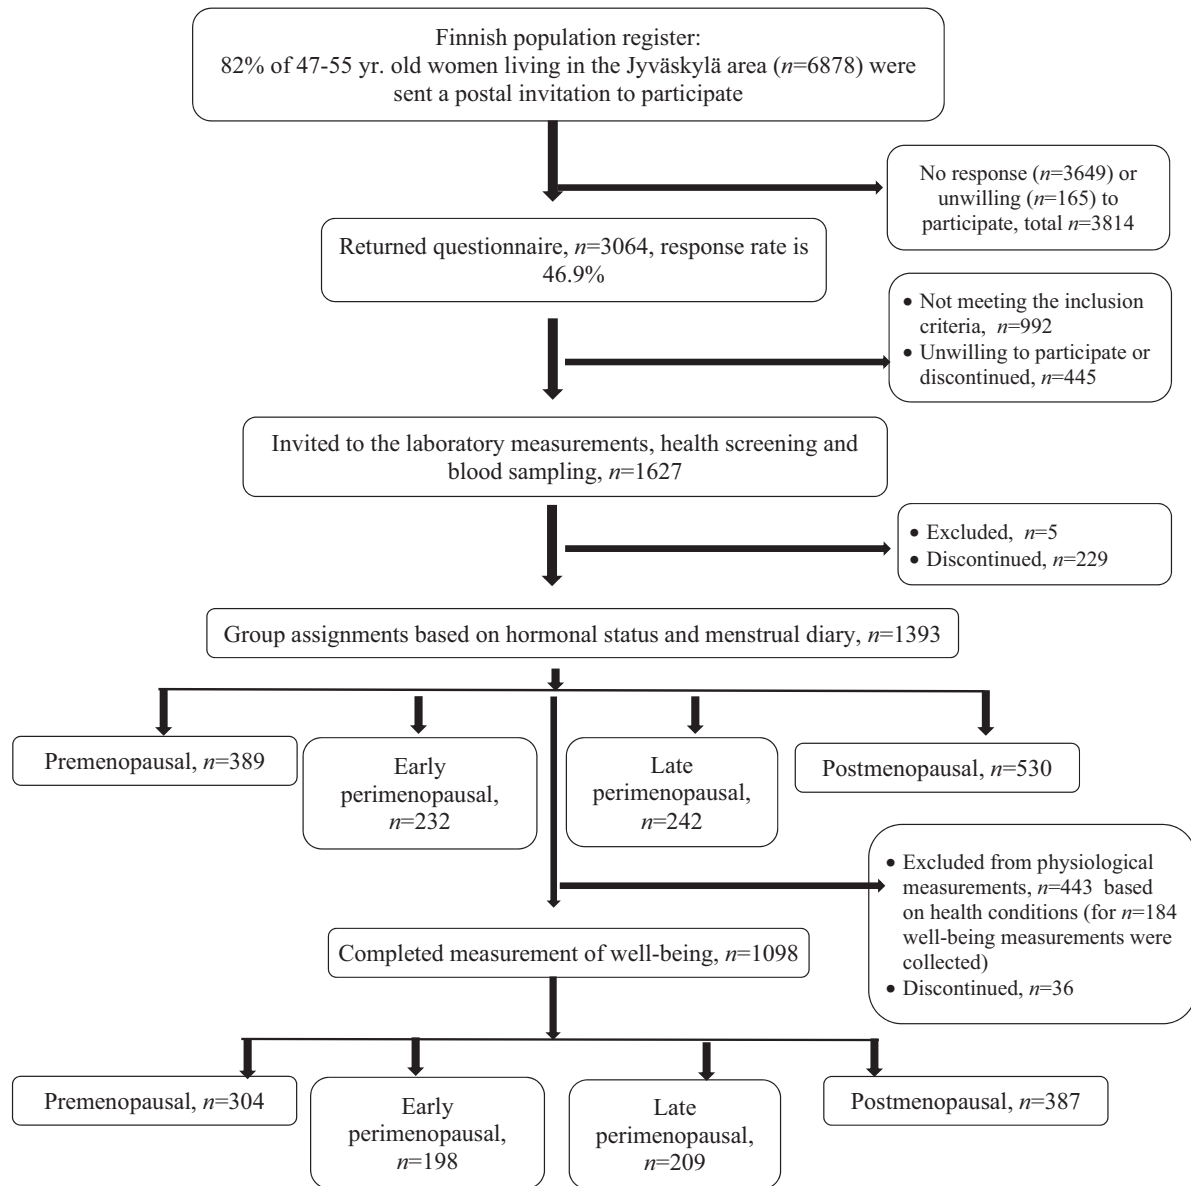 Finnish population register:
82% of 47-55 yr. old women living in the Jyväskylä area (n=6878) were
sent a postal invitation to participate
No response (n=3649) or
unwilling (n=165) to
participate, total n=3814
Returned questionnaire, n=3064, response rate is
46.9%
• Not meeting the inclusion
criteria, n=992
• Unwilling to participate or
discontinued, n=445
Invited to the laboratory measurements, health screening and
blood sampling, n=1627
• Excluded, n=5
• Discontinued, n=229
Group assignments based on hormonal status and menstrual diary, n=1393
Premenopausal, n=389
Early
perimenopausal,
n=232
Late
perimenopausal,
n=242
Postmenopausal, n=530
• Excluded from physiological
measurements, n=443 based
on health conditions (for n=184
well-being measurements were
collected)
• Discontinued, n=36
Completed measurement of well-being, n=1098
Premenopausal, n=304
Early
perimenopausal,
n=198
Late
perimenopausal,
n=209
Postmenopausal, n=387